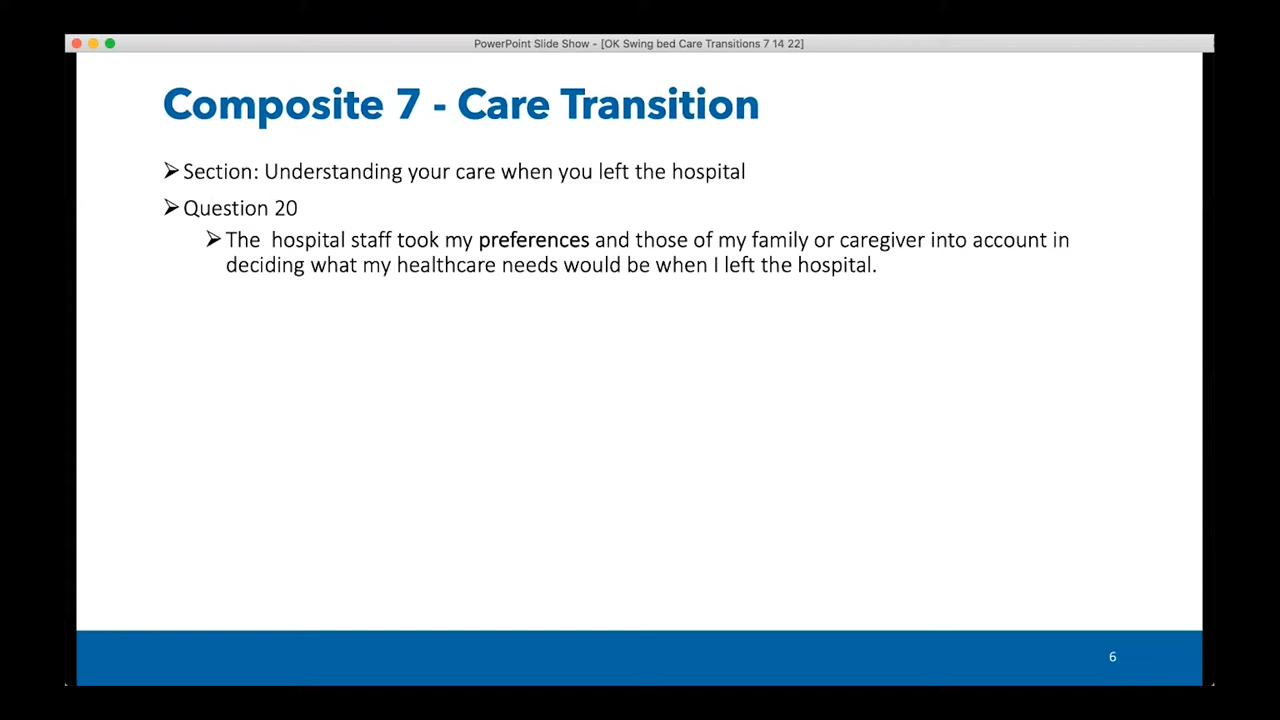 PowerPoint Slide Show - [OK Swing bed Care Transitions 7 14 22]
Composite 7 - Care Transition
Section: Understanding your care when you left the hospital
Question 20
The hospital staff took my preferences and those of my family or caregiver into account in
deciding what my healthcare needs would be when I left the hospital.
6